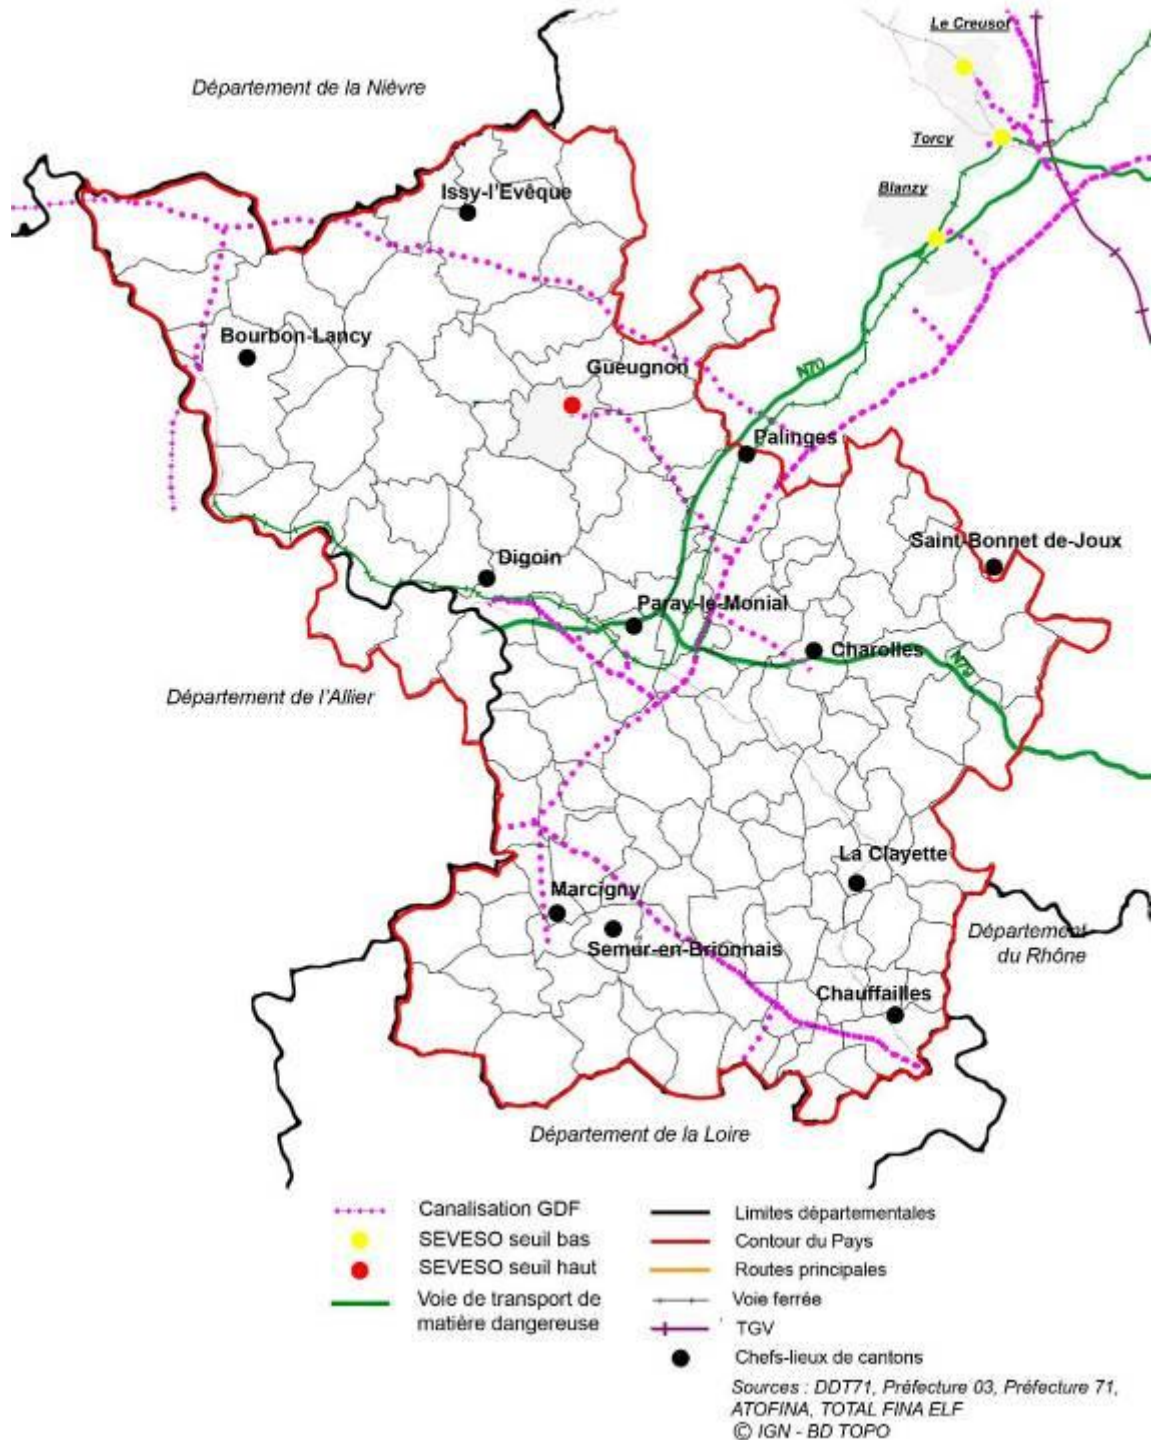 Le Creusot
Département de la Nièvre
Torcy
Issy-l'Evêque
Blanzy
Bourbon-Lancy
Gueugnon
N70
Palinges
Saint-Bonnet de-Joux
Digoin
Paray-le-Monial
Charolles
N79
Département de l'Allier
La Clayette
Marcigny
Département
du Rhône
Semur-en-Brionnais
Chauffailles
Département de la Loire
Canalisation GDF
SEVESO seuil bas
SEVESO seuil haut
Voie de transport de
matière dangereuse
Limites départementales
Contour du Pays
Routes principales
Voie ferrée
TGV
Chefs-lieux de cantons
Sources : DDT71, Préfecture 03, Préfecture 71,
ATOFINA, TOTAL FINA ELF
© IGN - BD TOPO